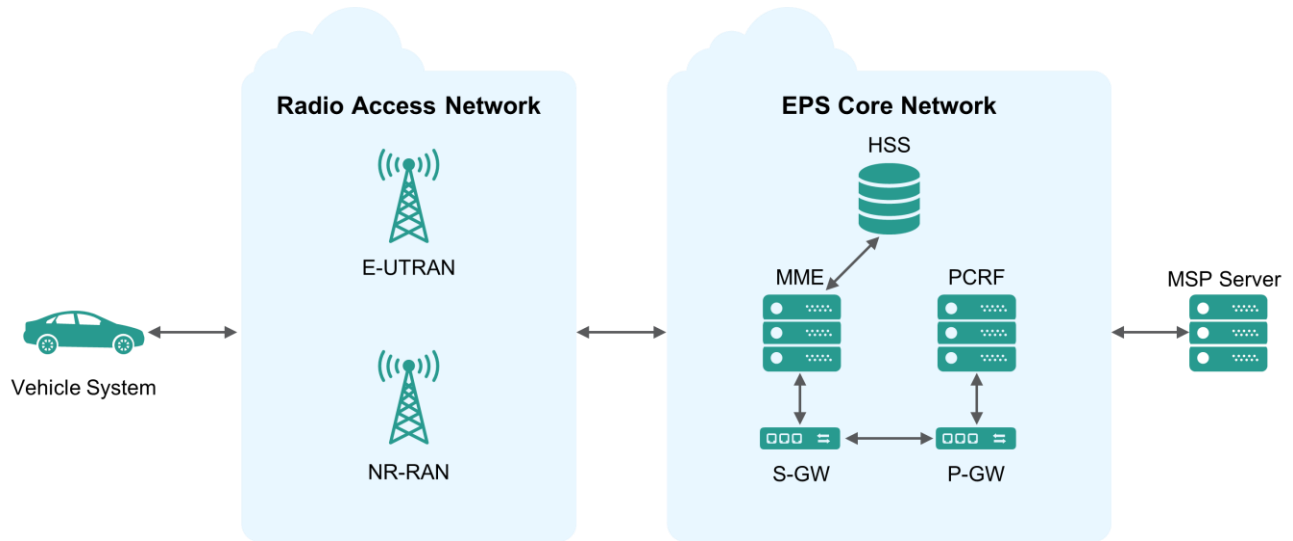 Radio Access Network
EPS Core Network
HSS
E-UTRAN
MME
PCRF
MSP Server
Vehicle System
NR-RAN
S-GW
P-GW